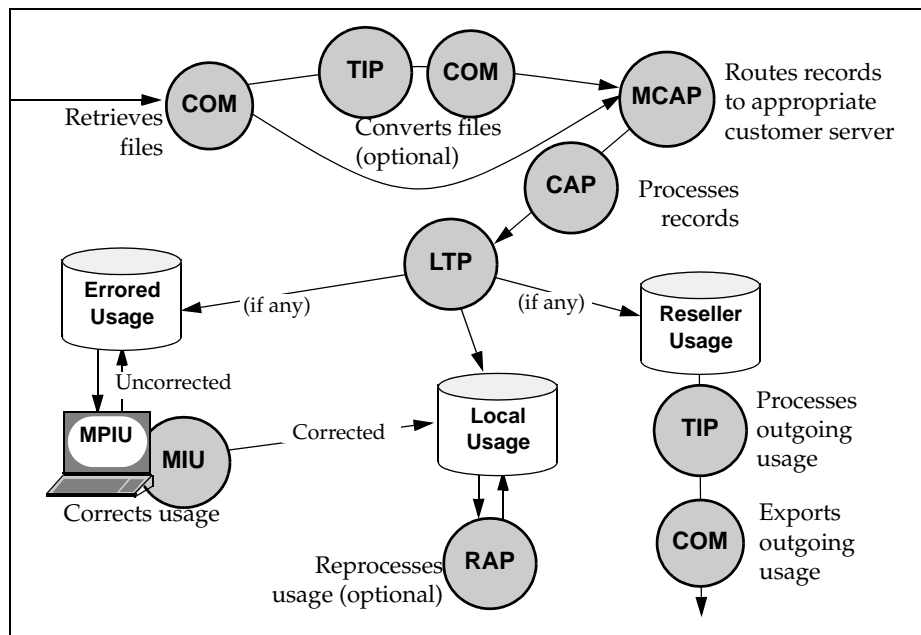 TIP
COM
COM
MCAP
Routes records
to appropriate
customer server
Retrieves
files
Converts files
(optional)
CAP
Processes
records
LTP
Errored
Usage
(if any)
(if any)
Reseller
Usage
Uncorrected
MPIU
MIU
Corrected
Local
Usage
Corrects usage
TIP
Processes
outgoing
usage
Reprocesses
usage (optional)
RAP
COM
Exports
outgoing
usage